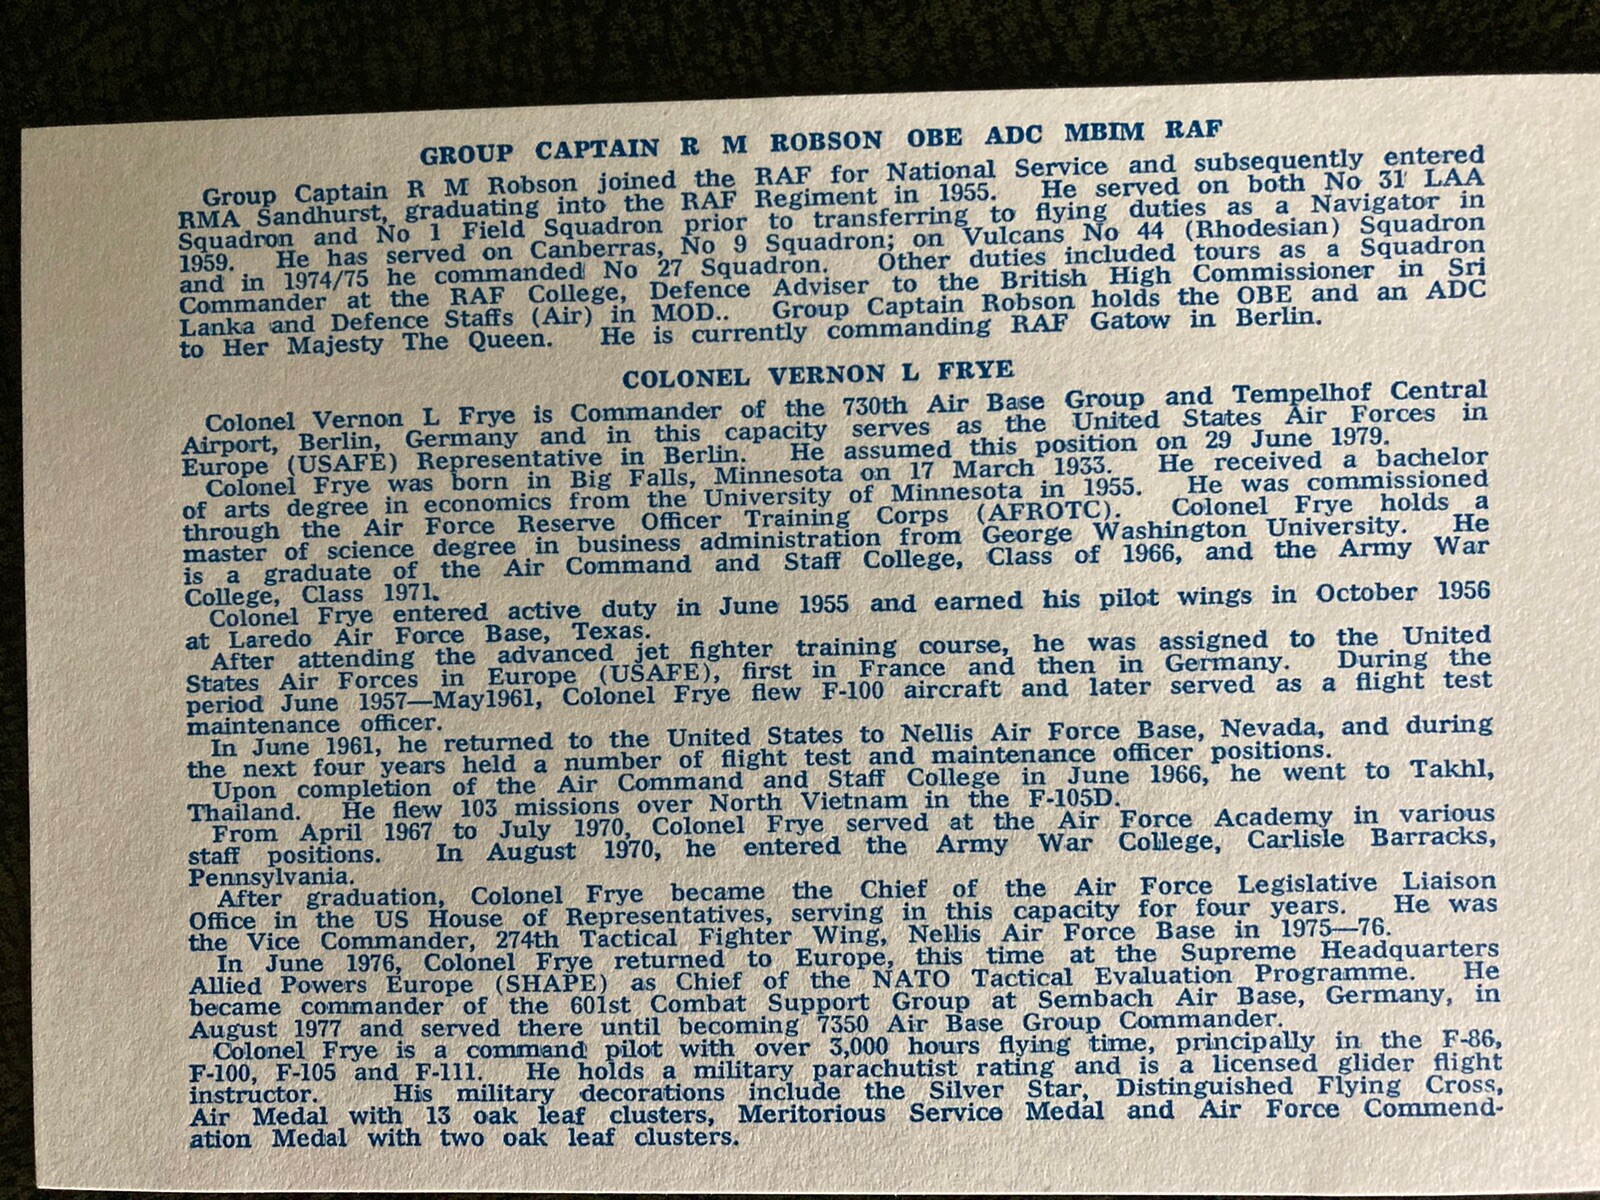 GROUP CAPTAIN R M ROBSON OBE ADC MBIM RAF
Group Captain R M Robson joined the RAF for National Service and subsequently entered
RMA Sandhurst, graduating into the RAF Regiment in 1955. He served on both No 31 LAA
Squadron and No 1 Field Squadron prior to transferring to flying duties as a Navigator in
1959. He has served on Canberras, No 9 Squadron; on Vulcans No 44 (Rhodesian) Squadron
and in 1974/75 he commanded No 27 Squadron. Other duties included tours as a Squadron
Commander at the RAF College, Defence Adviser to the British High Commissioner in Sri
Lanka and Defence Staffs (Air) in MOD.. Group Captain Robson holds the OBE and an ADC
to Her Majesty The Queen. He is currently commanding RAF Gatow in Berlin.
COLONEL VERNON L FRYE
Colonel Vernon L Frye is Commander of the 730th Air Base Group and Tempelhof Central
Airport, Berlin, Germany and in this capacity serves as the United States Air Forces in
Europe (USAFE) Representative in Berlin. He assumed this position on 29 June 1979.
Colonel Frye was born in Big Falls, Minnesota on 17 March 1933. He received a bachelor
of arts degree in economics from the University of Minnesota in 1955. He was commissioned
through the Air Force Reserve Officer Training Corps (AFROTC). Colonel Frye holds a
master of science degree in business administration from George Washington University. He
is a graduate of the Air Command and Staff College, Class of 1966, and the Army War
College, Class 1971.
Colonel Frye entered active duty in June 1955 and earned his pilot wings in October 1956
at Laredo Air Force Base, Texas.
After attending the advanced jet fighter training course, he was assigned to the United
States Air Forces in Europe (USAFE), first in France and then in Germany. During the
period June 1957—May1961, Colonel Frye flew F-100 aircraft and later served as a flight test
maintenance officer.
In June 1961, he returned to the United States to Nellis Air Force Base, Nevada, and during
the next four years held a number of flight test and maintenance officer positions.
Upon completion of the Air Command and Staff College in June 1966, he went to Takhl,
Thailand. He flew 103 missions over North Vietnam in the F-105D.
From April 1967 to July 1970, Colonel Frye served at the Air Force Academy in various
staff positions. In August 1970, he entered the Army War College, Carlisle Barracks,
Pennsylvania.
After graduation, Colonel Frye became the Chief of the Air Force Legislative Liaison
Office in the US House of Representatives, serving in this capacity for four years. He was
the Vice Commander, 274th Tactical Fighter Wing, Nellis Air Force Base in 1975—76.
In June 1976, Colonel Frye returned to Europe, this time at the Supreme Headquarters
Allied Powers Europe (SHAPE) as Chief of the NATO Tactical Evaluation Programme. He
became commander of the 601st Combat Support Group at Sembach Air Base, Germany, in
August 1977 and served there until becoming 7350 Air Base Group Commander.
Colonel Frye is a command pilot with over 3,000 hours flying time, principally in the F-86,
F-100, F-105 and F-111. He holds a military parachutist rating and is a licensed glider flight
instructor. His military decorations include the Silver Star, Distinguished Flying Cross,
Air Medal with 13 oak leaf clusters, Meritorious Service Medal and Air Force Commend-
ation Medal with two oak leaf clusters.